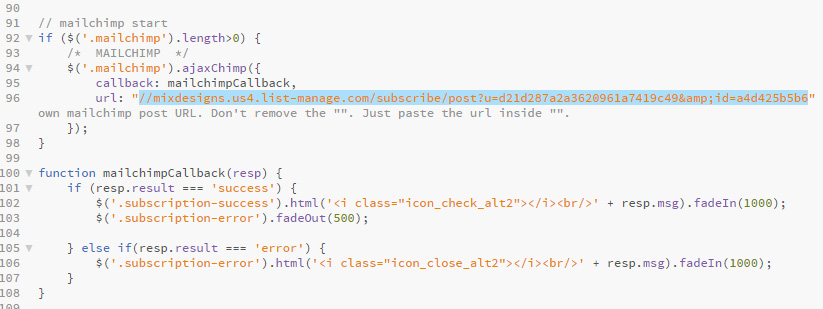 90
91 // mailchimp start
92 if ($('.mailchimp').length>0) {
93 /* MAILCHIMP */
94 $('.mailchimp').ajaxChimp({
95 callback: mailchimpCallback,
96 url: "//mixdesigns.us4.list-manage.com/subscribe/post?u=d21d287a2a3620961a7419c49&amp;id=a4d425b5b6"
own mailchimp post URL. Don't remove the "". Just paste the url inside "".
97 });
98 }
99
100 function mailchimpCallback(resp) {
101 if (resp.result === 'success') {
102 $('.subscription-success').html('<i class="icon_check_alt2"></i><br/>' + resp.msg).fadeIn(1000);
103 $('.subscription-error').fadeOut(500);
104
105 } else if(resp.result === 'error') {
106 $('.subscription-error').html('<i class="icon_close_alt2"></i><br/>' + resp.msg).fadeIn(1000);
107 }
108 }
109